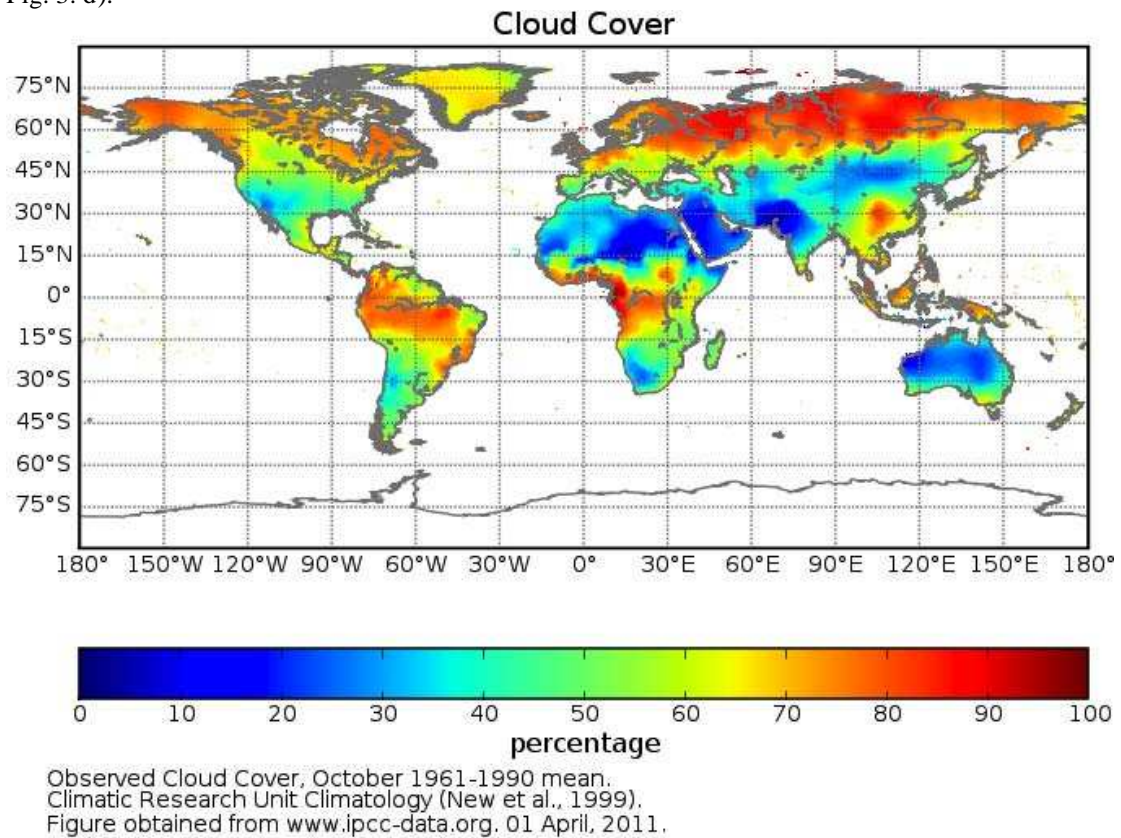 Fig. 3. d).
Cloud Cover
75°N
60°N
45°N
30°N
15°N
0°
15°S
30°S
45°S
60°S
75°S
180° 150°W 120°W 90°W 60°W 30°W 0° 30°E 60°E 90°E 120°E 150°E 180°
0 10 20 30 40 50 60 70 80 90 100
percentage
Observed Cloud Cover, October 1961-1990 mean.
Climatic Research Unit Climatology (New et al., 1999).
Figure obtained from www.ipcc-data.org. 01 April, 2011.